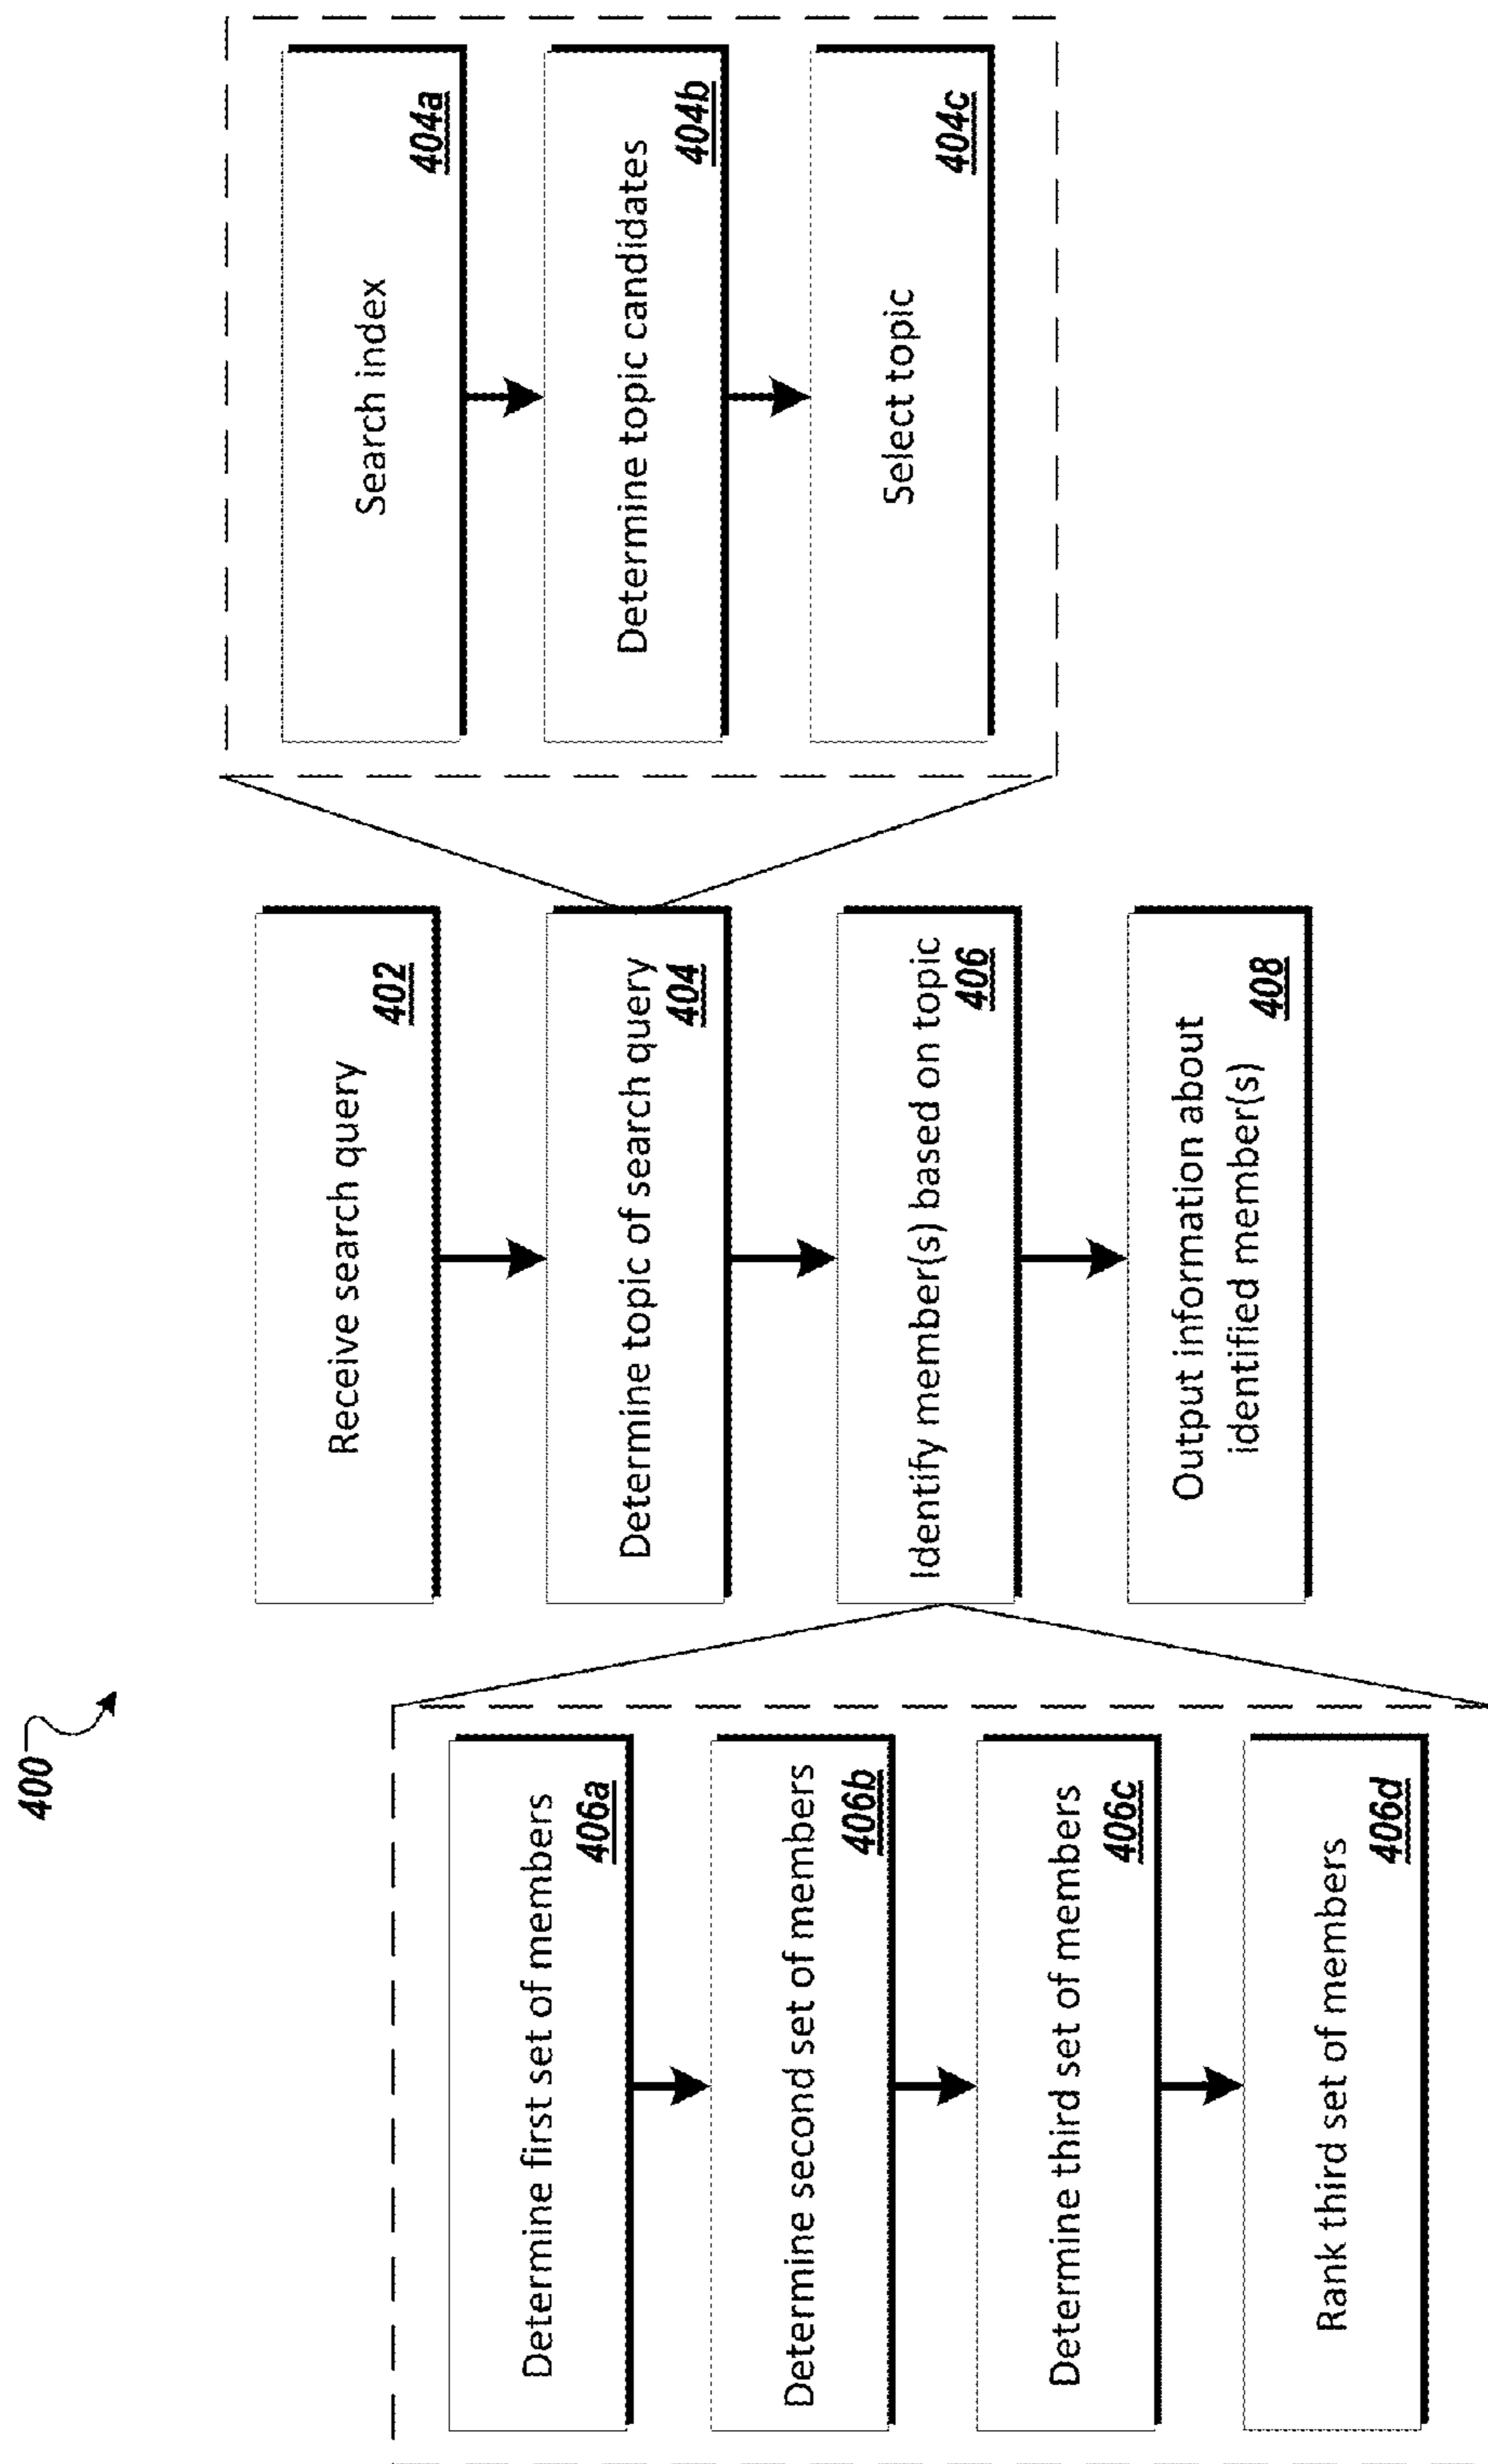 400
Determine first set of members
406a
Determine second set of members
406b
Determine third set of members
406c
Rank third set of members
406d
Receive search query
402
Determine topic of search query
404
Identify member(s) based on topic
406
Output information about
identified member(s)
408
Search index
404a
Determine topic candidates
404b
Select topic
404c